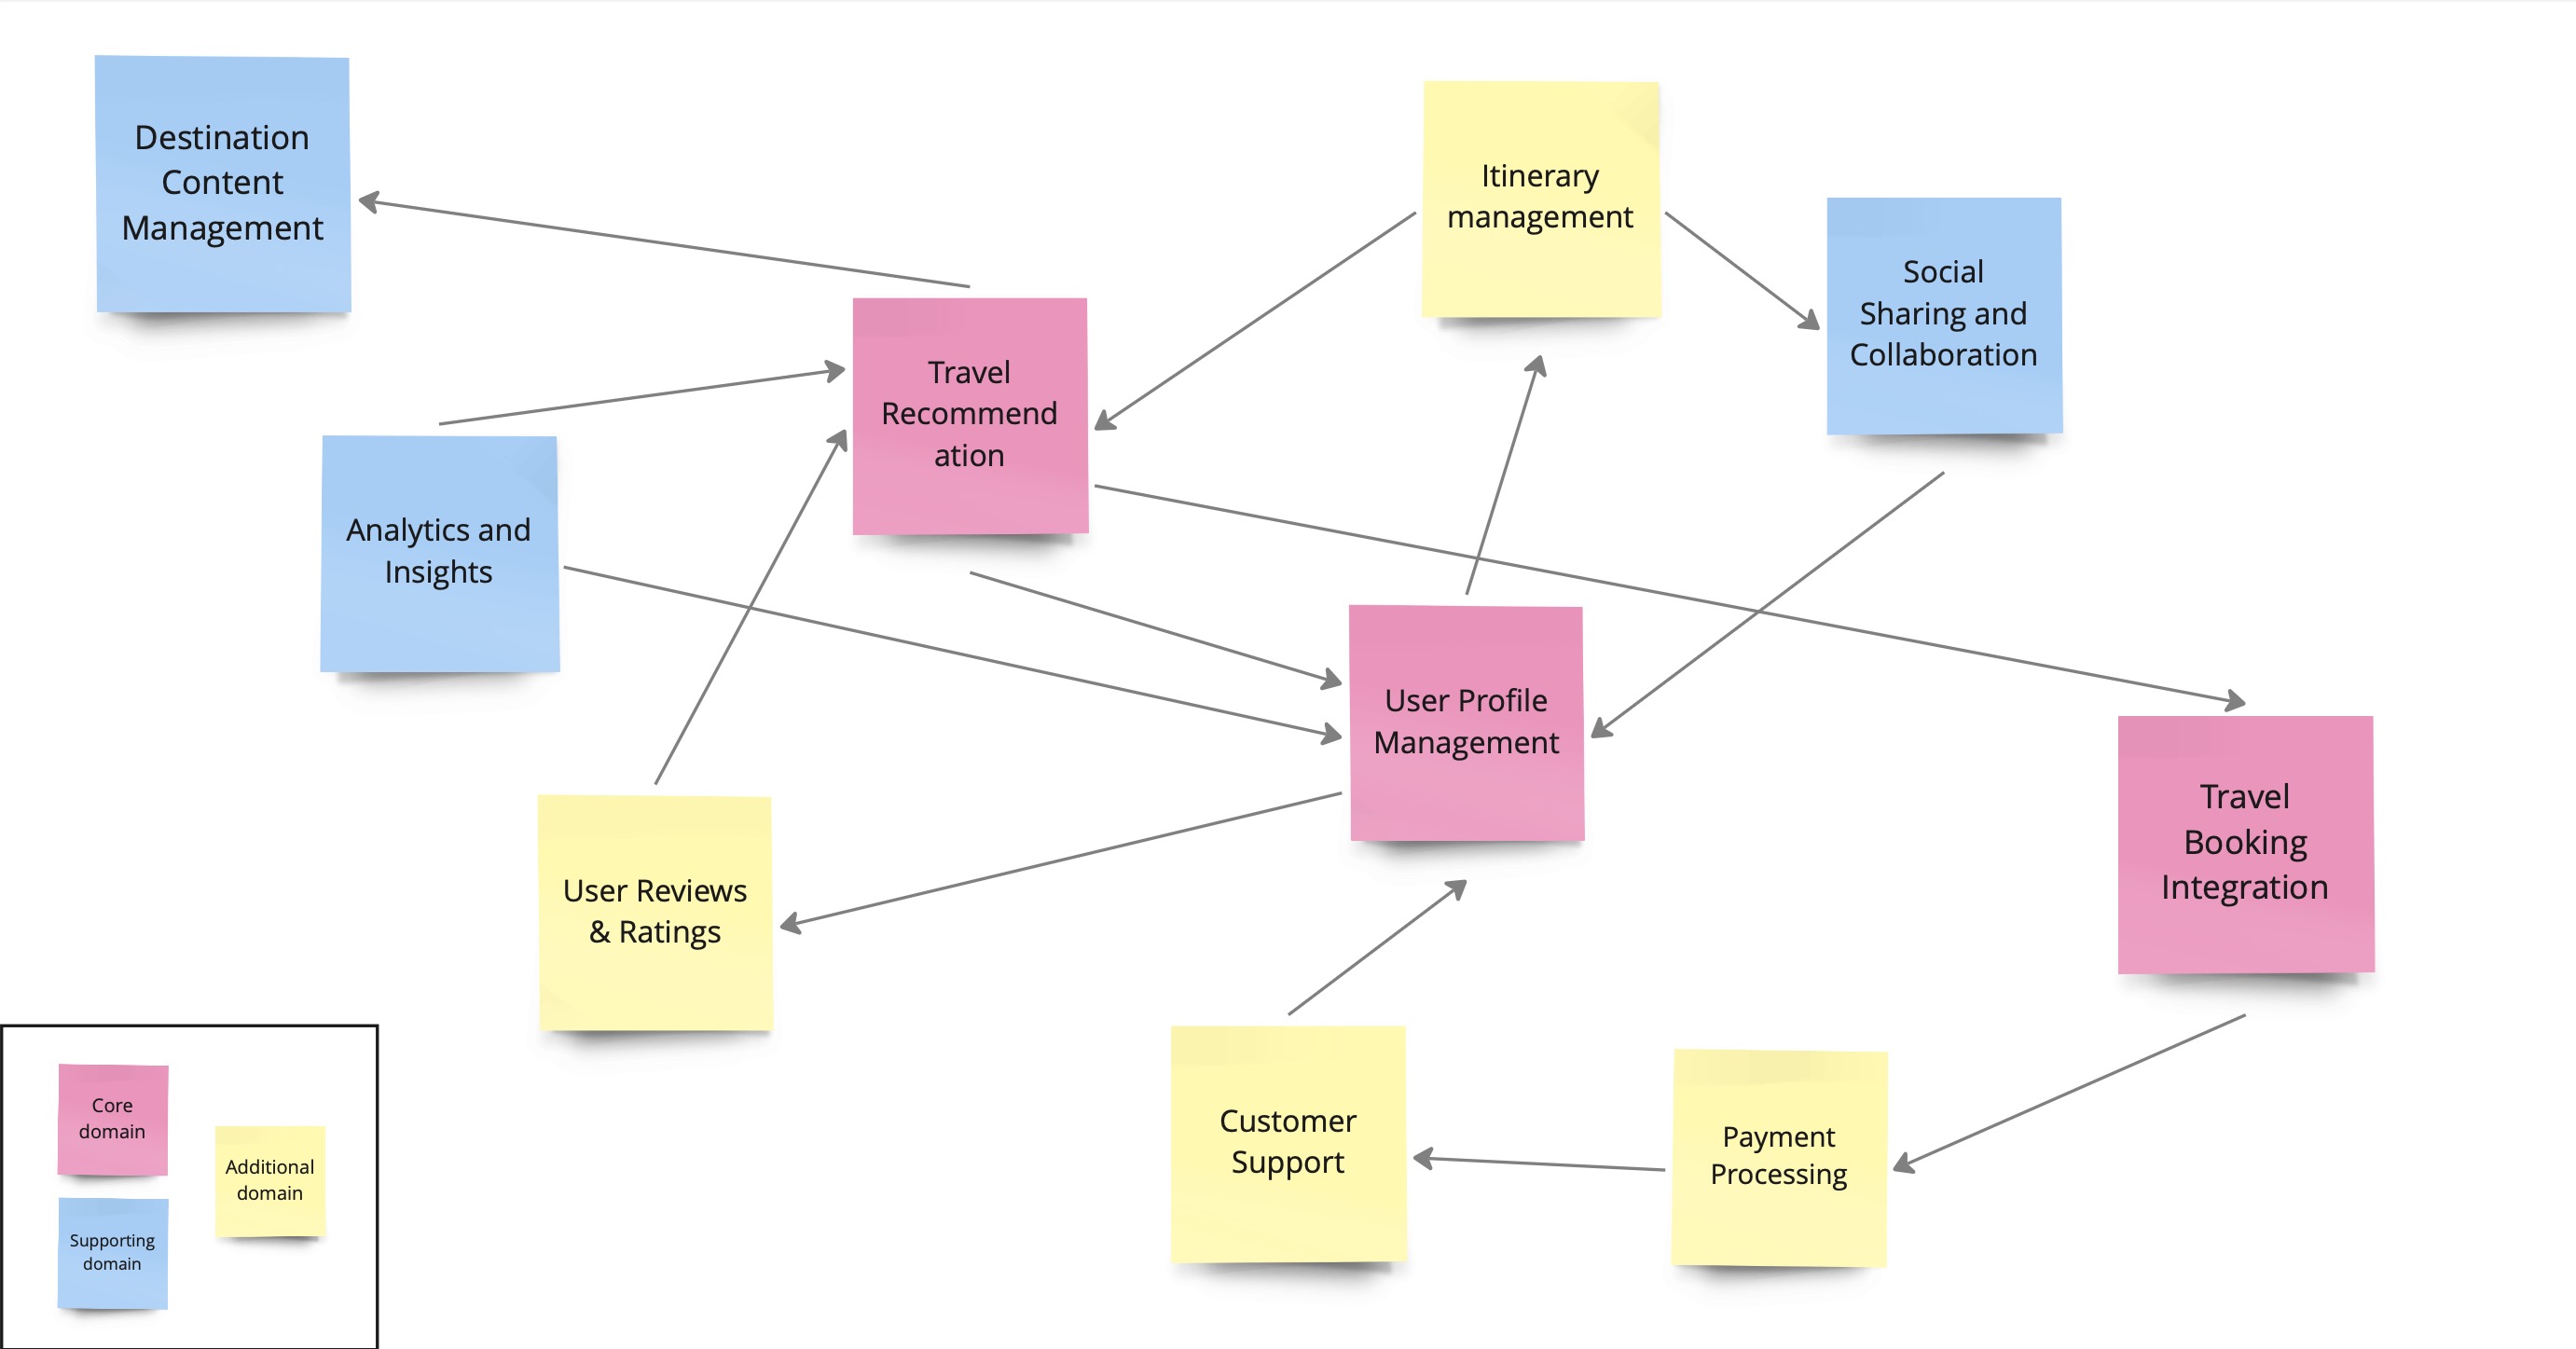 Destination
Content
Management
Itinerary
management
Social
Sharing and
Collaboration
Travel
Recommend
ation
Analytics and
Insights
User Profile
Management
Travel
Booking
Integration
User Reviews
& Ratings
Customer
Support
Payment
Processing
Core
domain
Additional
domain
Supporting
domain